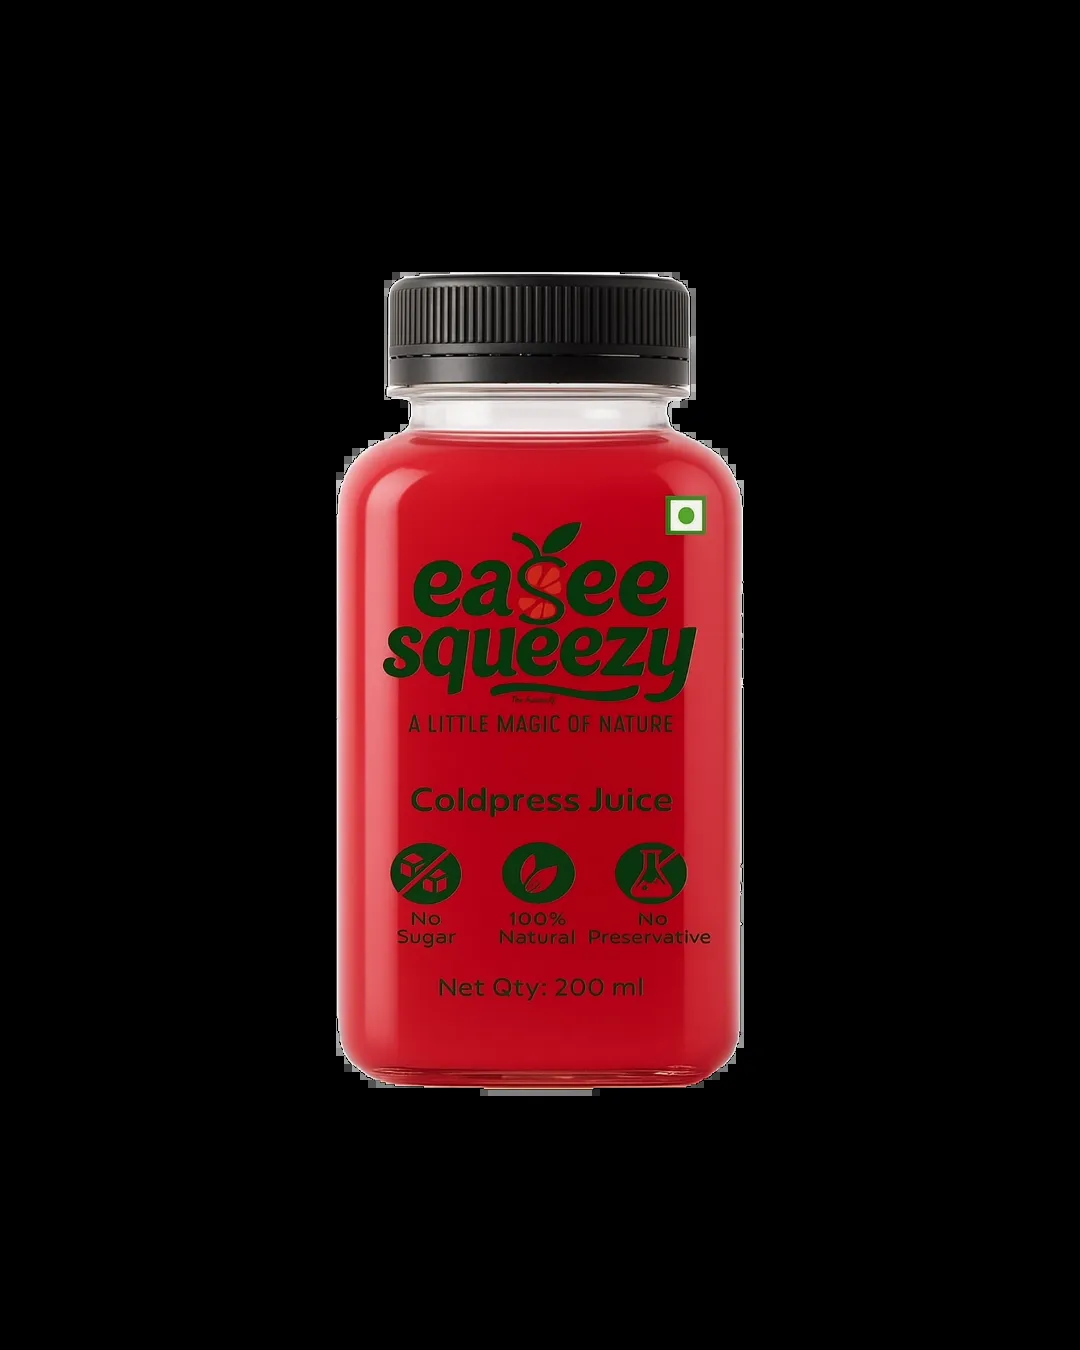 easee
squeezy
A LITTLE MAGIC OF NATURE
Coldpress Juice
No
Sugar
100%
Natural
No
Preservative
Net Qty: 200 ml